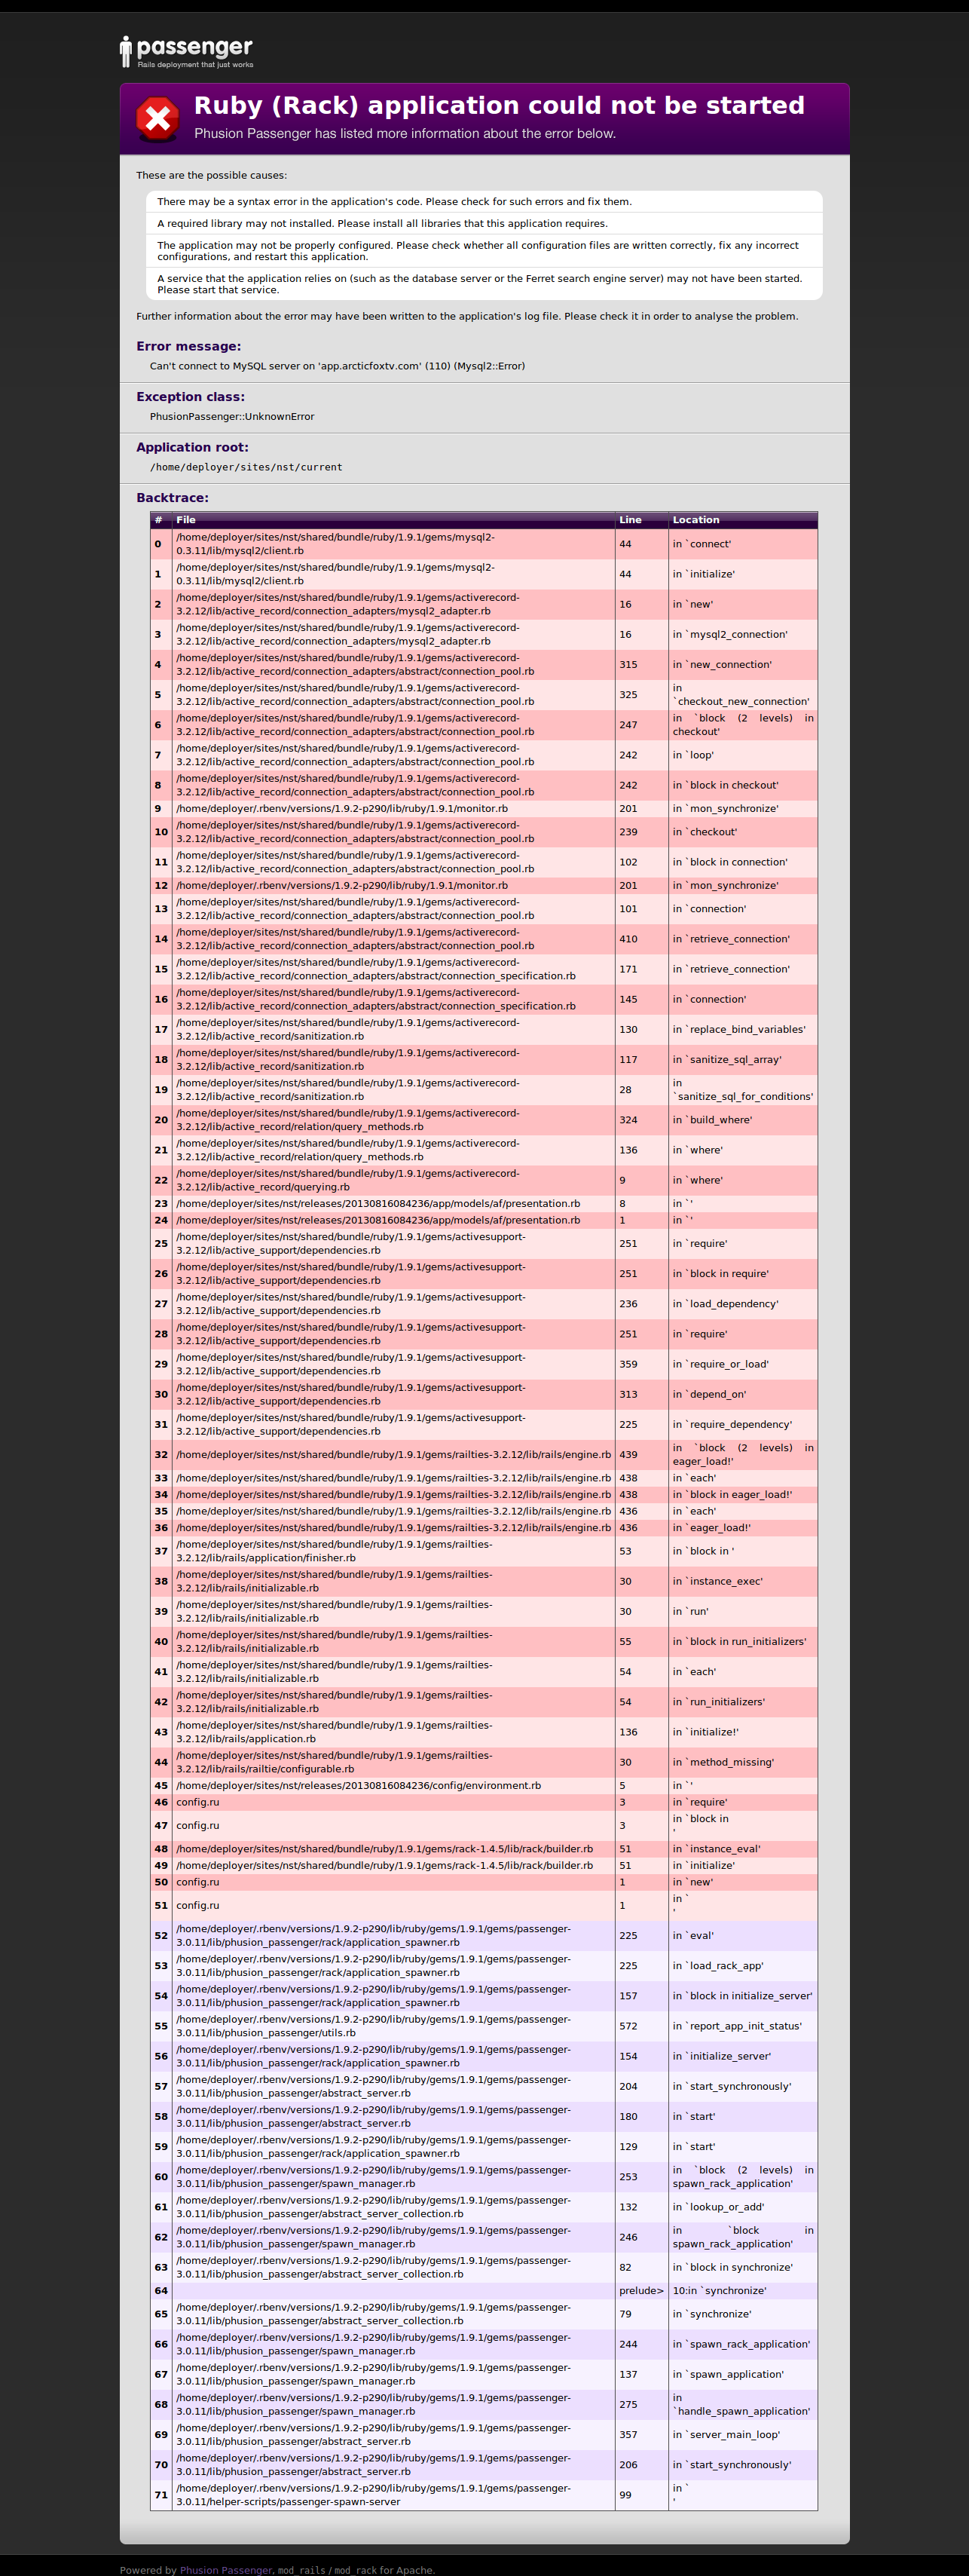 passenger
Rails deployment that just works
Ruby (Rack) application could not be started
Phusion Passenger has listed more information about the error below.
These are the possible causes:
There may be a syntax error in the application's code. Please check for such errors and fix them.
A required library may not installed. Please install all libraries that this application requires.
The application may not be properly configured. Please check whether all configuration files are written correctly, fix any incorrect
configurations, and restart this application.
A service that the application relies on (such as the database server or the Ferret search engine server) may not have been started.
Please start that service.
Further information about the error may have been written to the application's log file. Please check it in order to analyse the problem.
Error message:
Can't connect to MySQL server on 'app.arcticfoxtv.com' (110) (Mysql2::Error)
Exception class:
PhusionPassenger::UnknownError
Application root:
/home/deployer/sites/nst/current
Backtrace:
# File Line Location
0 /home/deployer/sites/nst/shared/bundle/ruby/1.9.1/gems/mysql2-
0.3.11/lib/mysql2/client.rb 44 in `connect'
1 /home/deployer/sites/nst/shared/bundle/ruby/1.9.1/gems/mysql2-
0.3.11/lib/mysql2/client.rb 44 in `initialize'
2 /home/deployer/sites/nst/shared/bundle/ruby/1.9.1/gems/activerecord-
3.2.12/lib/active_record/connection_adapters/mysql2_adapter.rb 16 in `new'
3 /home/deployer/sites/nst/shared/bundle/ruby/1.9.1/gems/activerecord-
3.2.12/lib/active_record/connection_adapters/mysql2_adapter.rb 16 in `mysql2_connection'
4 /home/deployer/sites/nst/shared/bundle/ruby/1.9.1/gems/activerecord-
3.2.12/lib/active_record/connection_adapters/abstract/connection_pool.rb 315 in `new_connection'
5 /home/deployer/sites/nst/shared/bundle/ruby/1.9.1/gems/activerecord- in
3.2.12/lib/active_record/connection_adapters/abstract/connection_pool.rb 325 `checkout_new_connection'
6 /home/deployer/sites/nst/shared/bundle/ruby/1.9.1/gems/activerecord- in `block (2 levels) in
3.2.12/lib/active_record/connection_adapters/abstract/connection_pool.rb 247 checkout'
7 /home/deployer/sites/nst/shared/bundle/ruby/1.9.1/gems/activerecord-
3.2.12/lib/active_record/connection_adapters/abstract/connection_pool.rb 242 in `loop'
8 /home/deployer/sites/nst/shared/bundle/ruby/1.9.1/gems/activerecord-
3.2.12/lib/active_record/connection_adapters/abstract/connection_pool.rb 242 in `block in checkout'
9 /home/deployer/.rbenv/versions/1.9.2-p290/lib/ruby/1.9.1/monitor.rb 201 in `mon_synchronize'
10 /home/deployer/sites/nst/shared/bundle/ruby/1.9.1/gems/activerecord-
3.2.12/lib/active_record/connection_adapters/abstract/connection_pool.rb 239 in `checkout'
11 /home/deployer/sites/nst/shared/bundle/ruby/1.9.1/gems/activerecord-
3.2.12/lib/active_record/connection_adapters/abstract/connection_pool.rb 102 in `block in connection'
12 /home/deployer/.rbenv/versions/1.9.2-p290/lib/ruby/1.9.1/monitor.rb 201 in `mon_synchronize'
13 /home/deployer/sites/nst/shared/bundle/ruby/1.9.1/gems/activerecord-
3.2.12/lib/active_record/connection_adapters/abstract/connection_pool.rb 101 in `connection'
14 /home/deployer/sites/nst/shared/bundle/ruby/1.9.1/gems/activerecord-
3.2.12/lib/active_record/connection_adapters/abstract/connection_pool.rb 410 in `retrieve_connection'
15 /home/deployer/sites/nst/shared/bundle/ruby/1.9.1/gems/activerecord-
3.2.12/lib/active_record/connection_adapters/abstract/connection_specification.rb 171 in `retrieve_connection'
16 /home/deployer/sites/nst/shared/bundle/ruby/1.9.1/gems/activerecord-
3.2.12/lib/active_record/connection_adapters/abstract/connection_specification.rb 145 in `connection'
17 /home/deployer/sites/nst/shared/bundle/ruby/1.9.1/gems/activerecord-
3.2.12/lib/active_record/sanitization.rb 130 in `replace_bind_variables'
18 /home/deployer/sites/nst/shared/bundle/ruby/1.9.1/gems/activerecord-
3.2.12/lib/active_record/sanitization.rb 117 in `sanitize_sql_array'
19 /home/deployer/sites/nst/shared/bundle/ruby/1.9.1/gems/activerecord- in
3.2.12/lib/active_record/sanitization.rb 28 `sanitize_sql_for_conditions'
20 /home/deployer/sites/nst/shared/bundle/ruby/1.9.1/gems/activerecord-
3.2.12/lib/active_record/relation/query_methods.rb 324 in `build_where'
21 /home/deployer/sites/nst/shared/bundle/ruby/1.9.1/gems/activerecord-
3.2.12/lib/active_record/relation/query_methods.rb 136 in `where'
22 /home/deployer/sites/nst/shared/bundle/ruby/1.9.1/gems/activerecord-
3.2.12/lib/active_record/querying.rb 9 in `where'
23 /home/deployer/sites/nst/releases/20130816084236/app/models/af/presentation.rb 8 in `'
24 /home/deployer/sites/nst/releases/20130816084236/app/models/af/presentation.rb 1 in `'
25 /home/deployer/sites/nst/shared/bundle/ruby/1.9.1/gems/activesupport-
3.2.12/lib/active_support/dependencies.rb 251 in `require'
26 /home/deployer/sites/nst/shared/bundle/ruby/1.9.1/gems/activesupport-
3.2.12/lib/active_support/dependencies.rb 251 in `block in require'
27 /home/deployer/sites/nst/shared/bundle/ruby/1.9.1/gems/activesupport-
3.2.12/lib/active_support/dependencies.rb 236 in `load_dependency'
28 /home/deployer/sites/nst/shared/bundle/ruby/1.9.1/gems/activesupport-
3.2.12/lib/active_support/dependencies.rb 251 in `require'
29 /home/deployer/sites/nst/shared/bundle/ruby/1.9.1/gems/activesupport-
3.2.12/lib/active_support/dependencies.rb 359 in `require_or_load'
30 /home/deployer/sites/nst/shared/bundle/ruby/1.9.1/gems/activesupport-
3.2.12/lib/active_support/dependencies.rb 313 in `depend_on'
31 /home/deployer/sites/nst/shared/bundle/ruby/1.9.1/gems/activesupport-
3.2.12/lib/active_support/dependencies.rb 225 in `require_dependency'
32 /home/deployer/sites/nst/shared/bundle/ruby/1.9.1/gems/railties-3.2.12/lib/rails/engine.rb 439 in `block (2 levels) in
eager_load!'
33 /home/deployer/sites/nst/shared/bundle/ruby/1.9.1/gems/railties-3.2.12/lib/rails/engine.rb 438 in `each'
34 /home/deployer/sites/nst/shared/bundle/ruby/1.9.1/gems/railties-3.2.12/lib/rails/engine.rb 438 in `block in eager_load!'
35 /home/deployer/sites/nst/shared/bundle/ruby/1.9.1/gems/railties-3.2.12/lib/rails/engine.rb 436 in `each'
36 /home/deployer/sites/nst/shared/bundle/ruby/1.9.1/gems/railties-3.2.12/lib/rails/engine.rb 436 in `eager_load!'
37 /home/deployer/sites/nst/shared/bundle/ruby/1.9.1/gems/railties-
3.2.12/lib/rails/application/finisher.rb 53 in `block in '
38 /home/deployer/sites/nst/shared/bundle/ruby/1.9.1/gems/railties-
3.2.12/lib/rails/initializable.rb 30 in `instance_exec'
39 /home/deployer/sites/nst/shared/bundle/ruby/1.9.1/gems/railties-
3.2.12/lib/rails/initializable.rb 30 in `run'
40 /home/deployer/sites/nst/shared/bundle/ruby/1.9.1/gems/railties-
3.2.12/lib/rails/initializable.rb 55 in `block in run_initializers'
41 /home/deployer/sites/nst/shared/bundle/ruby/1.9.1/gems/railties-
3.2.12/lib/rails/initializable.rb 54 in `each'
42 /home/deployer/sites/nst/shared/bundle/ruby/1.9.1/gems/railties-
3.2.12/lib/rails/initializable.rb 54 in `run_initializers'
43 /home/deployer/sites/nst/shared/bundle/ruby/1.9.1/gems/railties-
3.2.12/lib/rails/application.rb 136 in `initialize!'
44 /home/deployer/sites/nst/shared/bundle/ruby/1.9.1/gems/railties-
3.2.12/lib/rails/railtie/configurable.rb 30 in `method_missing'
45 /home/deployer/sites/nst/releases/20130816084236/config/environment.rb 5 in `'
46 config.ru 3 in `require'
47 config.ru 3 in `block in
'
48 /home/deployer/sites/nst/shared/bundle/ruby/1.9.1/gems/rack-1.4.5/lib/rack/builder.rb 51 in `instance_eval'
49 /home/deployer/sites/nst/shared/bundle/ruby/1.9.1/gems/rack-1.4.5/lib/rack/builder.rb 51 in `initialize'
50 config.ru 1 in `new'
51 config.ru 1 in `
'
52 /home/deployer/.rbenv/versions/1.9.2-p290/lib/ruby/gems/1.9.1/gems/passenger-
3.0.11/lib/phusion_passenger/rack/application_spawner.rb 225 in `eval'
53 /home/deployer/.rbenv/versions/1.9.2-p290/lib/ruby/gems/1.9.1/gems/passenger-
3.0.11/lib/phusion_passenger/rack/application_spawner.rb 225 in `load_rack_app'
54 /home/deployer/.rbenv/versions/1.9.2-p290/lib/ruby/gems/1.9.1/gems/passenger-
3.0.11/lib/phusion_passenger/rack/application_spawner.rb 157 in `block in initialize_server'
55 /home/deployer/.rbenv/versions/1.9.2-p290/lib/ruby/gems/1.9.1/gems/passenger-
3.0.11/lib/phusion_passenger/utils.rb 572 in `report_app_init_status'
56 /home/deployer/.rbenv/versions/1.9.2-p290/lib/ruby/gems/1.9.1/gems/passenger-
3.0.11/lib/phusion_passenger/rack/application_spawner.rb 154 in `initialize_server'
57 /home/deployer/.rbenv/versions/1.9.2-p290/lib/ruby/gems/1.9.1/gems/passenger-
3.0.11/lib/phusion_passenger/abstract_server.rb 204 in `start_synchronously'
58 /home/deployer/.rbenv/versions/1.9.2-p290/lib/ruby/gems/1.9.1/gems/passenger-
3.0.11/lib/phusion_passenger/abstract_server.rb 180 in `start'
59 /home/deployer/.rbenv/versions/1.9.2-p290/lib/ruby/gems/1.9.1/gems/passenger-
3.0.11/lib/phusion_passenger/rack/application_spawner.rb 129 in `start'
60 /home/deployer/.rbenv/versions/1.9.2-p290/lib/ruby/gems/1.9.1/gems/passenger- in `block (2 levels) in
3.0.11/lib/phusion_passenger/spawn_manager.rb 253 spawn_rack_application'
61 /home/deployer/.rbenv/versions/1.9.2-p290/lib/ruby/gems/1.9.1/gems/passenger-
3.0.11/lib/phusion_passenger/abstract_server_collection.rb 132 in `lookup_or_add'
62 /home/deployer/.rbenv/versions/1.9.2-p290/lib/ruby/gems/1.9.1/gems/passenger- in `block in
3.0.11/lib/phusion_passenger/spawn_manager.rb 246 spawn_rack_application'
63 /home/deployer/.rbenv/versions/1.9.2-p290/lib/ruby/gems/1.9.1/gems/passenger-
3.0.11/lib/phusion_passenger/abstract_server_collection.rb 82 in `block in synchronize'
64 prelude> 10:in `synchronize'
65 /home/deployer/.rbenv/versions/1.9.2-p290/lib/ruby/gems/1.9.1/gems/passenger-
3.0.11/lib/phusion_passenger/abstract_server_collection.rb 79 in `synchronize'
66 /home/deployer/.rbenv/versions/1.9.2-p290/lib/ruby/gems/1.9.1/gems/passenger-
3.0.11/lib/phusion_passenger/spawn_manager.rb 244 in `spawn_rack_application'
67 /home/deployer/.rbenv/versions/1.9.2-p290/lib/ruby/gems/1.9.1/gems/passenger-
3.0.11/lib/phusion_passenger/spawn_manager.rb 137 in `spawn_application'
68 /home/deployer/.rbenv/versions/1.9.2-p290/lib/ruby/gems/1.9.1/gems/passenger- in
3.0.11/lib/phusion_passenger/spawn_manager.rb 275 `handle_spawn_application'
69 /home/deployer/.rbenv/versions/1.9.2-p290/lib/ruby/gems/1.9.1/gems/passenger-
3.0.11/lib/phusion_passenger/abstract_server.rb 357 in `server_main_loop'
70 /home/deployer/.rbenv/versions/1.9.2-p290/lib/ruby/gems/1.9.1/gems/passenger-
3.0.11/lib/phusion_passenger/abstract_server.rb 206 in `start_synchronously'
71 /home/deployer/.rbenv/versions/1.9.2-p290/lib/ruby/gems/1.9.1/gems/passenger- in `
3.0.11/helper-scripts/passenger-spawn-server 99 '
Powered by Phusion Passenger, mod_rails / mod_rack for Apache.